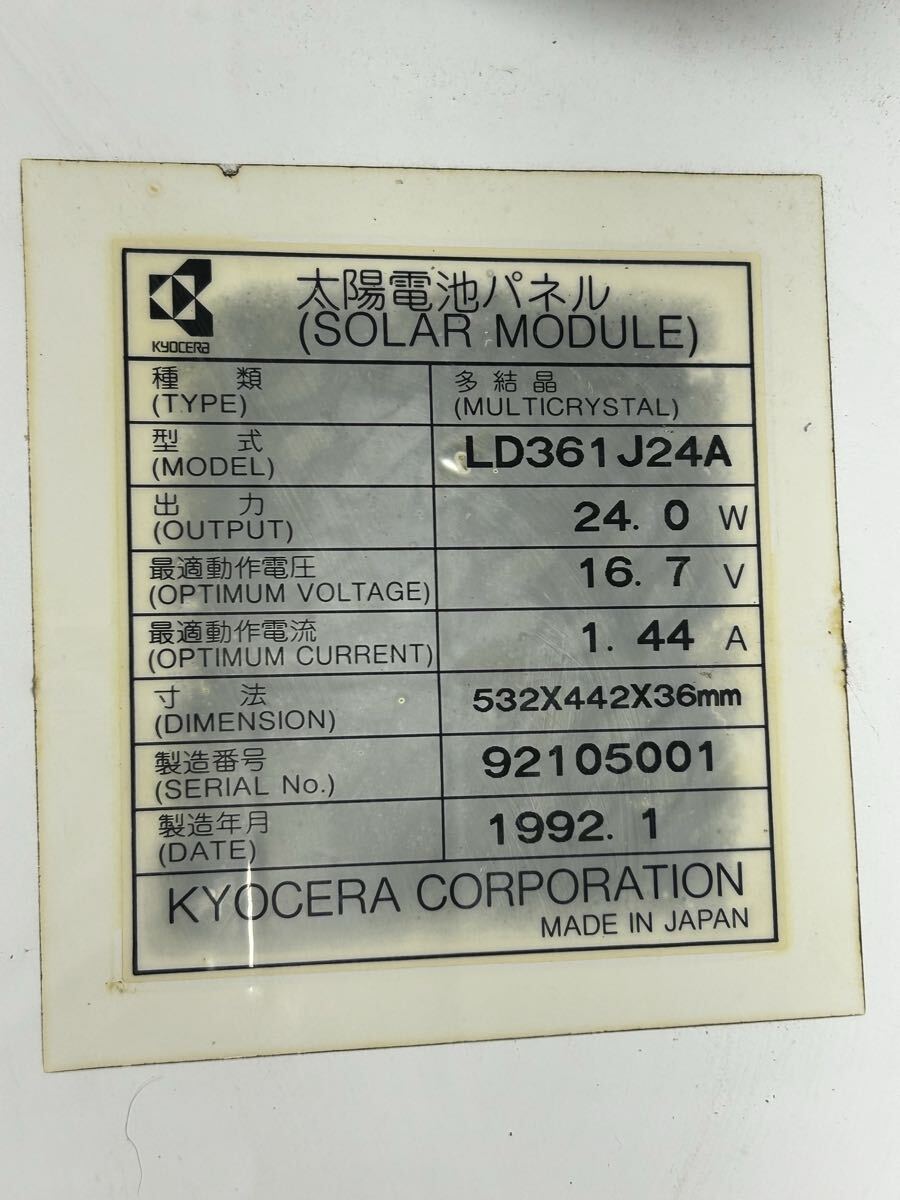 KYOCERA
太陽電池パネル
(SOLAR MODULE)
種 類
(TYPE)
多結晶
(MULTICRYSTAL)
型 式
(MODEL)
LD361J24A
出 力
(OUTPUT)
24.0 W
最適動作電圧
(OPTIMUM VOLTAGE)
16.7 V
最適動作電流
(OPTIMUM CURRENT)
1.44 A
寸 法
(DIMENSION)
532X442X36mm
製造番号
(SERIAL No.)
92105001
製造年月
(DATE)
1992.1
KYOCERA CORPORATION
MADE IN JAPAN